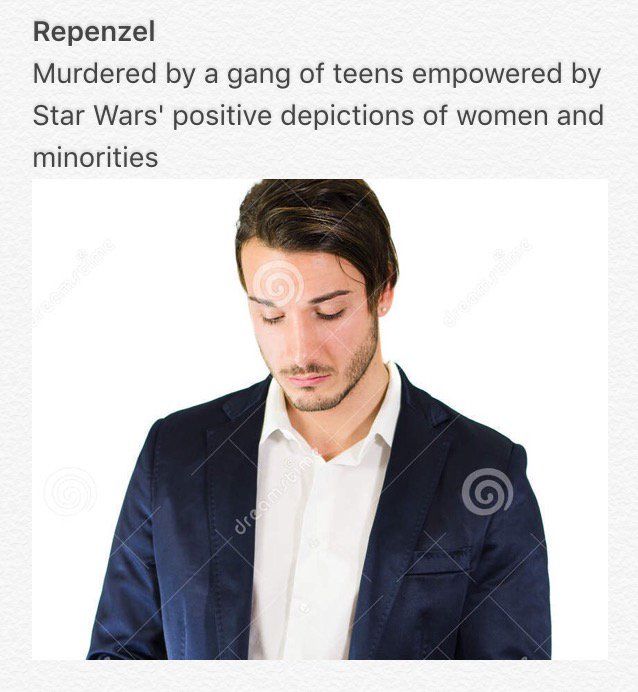 Repenzel
Murdered by a gang of teens empowered by
Star Wars' positive depictions of women and
minorities
dreamstime
dreamstime
dreamstime